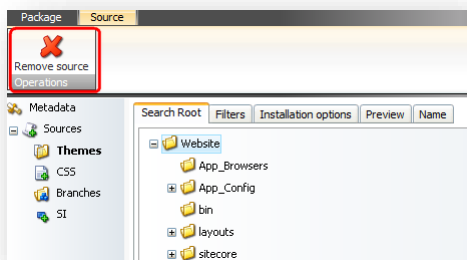 Package Source
Remove source
Operations
Metadata
Sources
Themes
CSS
Branches
SI
Search Root Filters Installation options Preview Name
Website
App_Browsers
App_Config
bin
layouts
sitecore